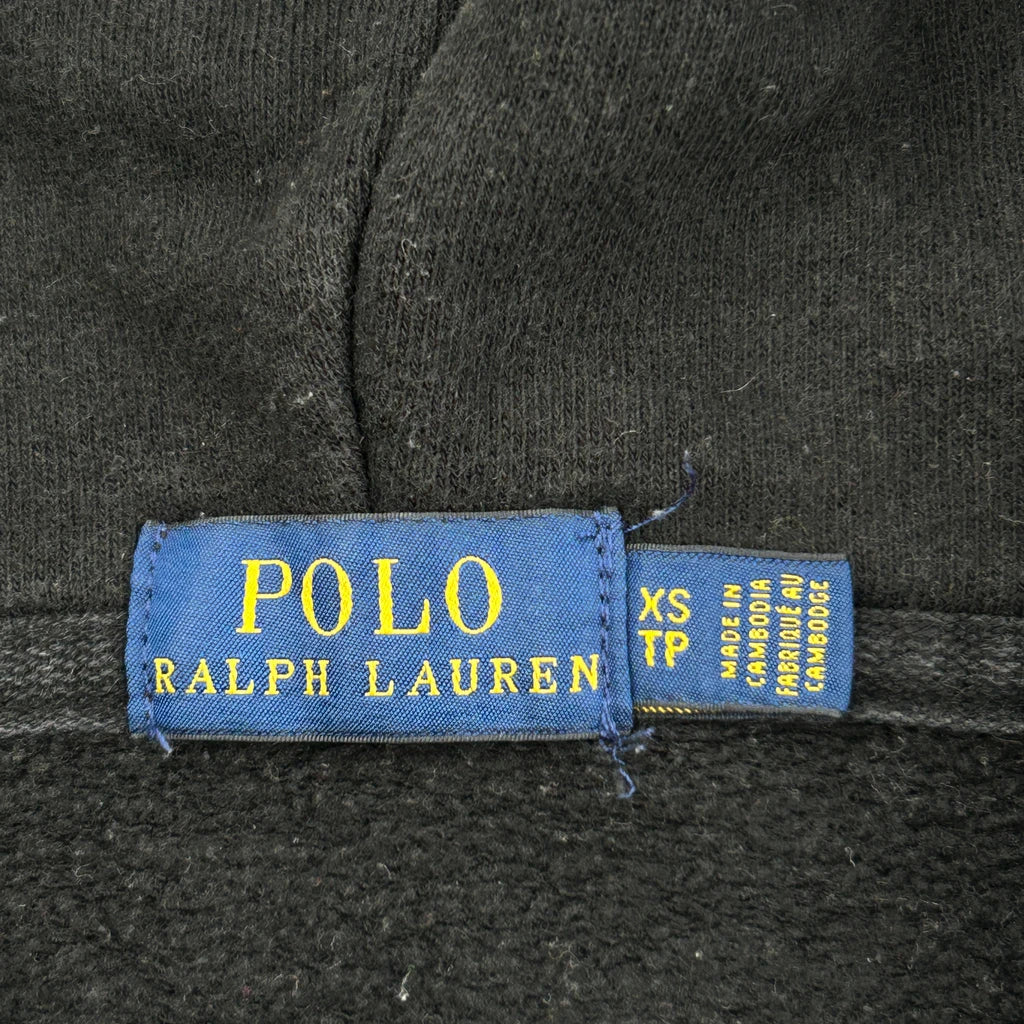 POLO
RALPH LAUREN
XS
TP
MADE IN
CAMBODIA
FABRIQUÉ AU
CAMBODGE